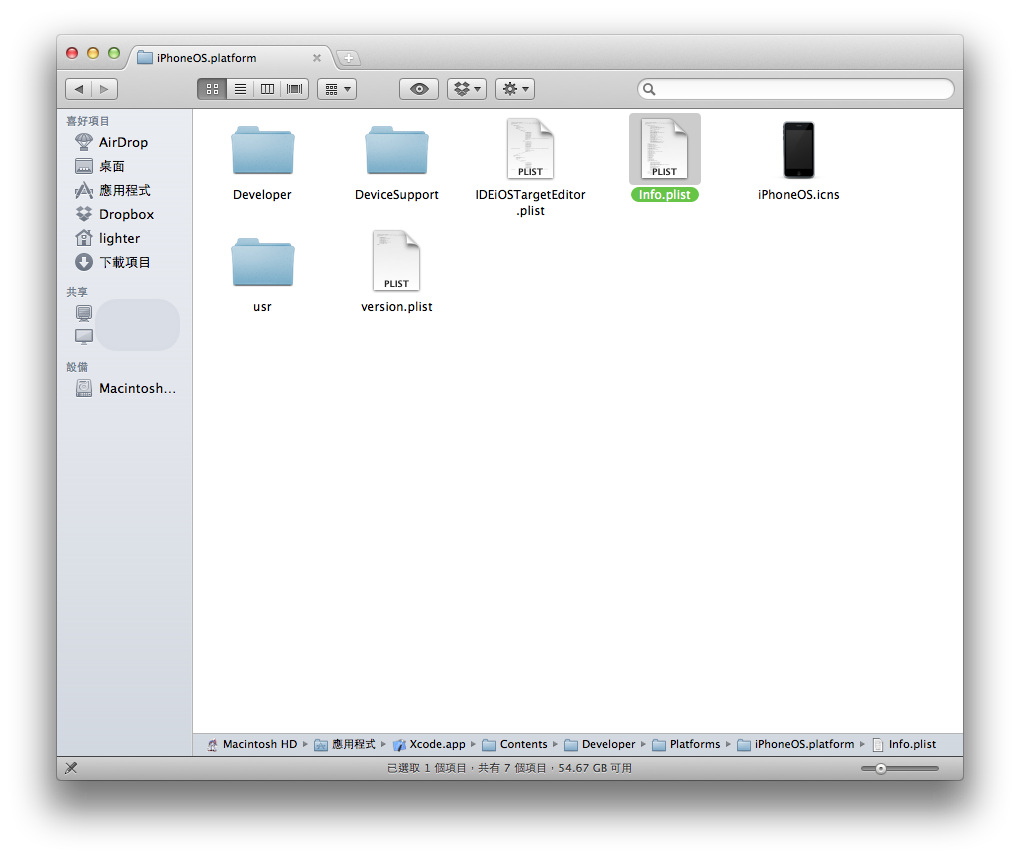 iPhoneOS.platform
喜好項目
AirDrop
桌面
應用程式
Dropbox
lighter
下載項目
共享
設備
Macintosh...
Developer
DeviceSupport
PLIST
IDEiOSTargetEditor
.plist
PLIST
Info.plist
iPhoneOS.icns
usr
PLIST
version.plist
Macintosh HD 應用程式 Xcode.app Contents Developer Platforms iPhoneOS.platform Info.plist
已選取 1 個項目，共有 7 個項目，54.67 GB 可用